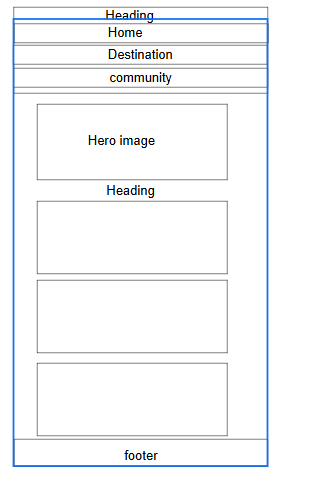 Heading
Home
Destination
community
Hero image
Heading
footer